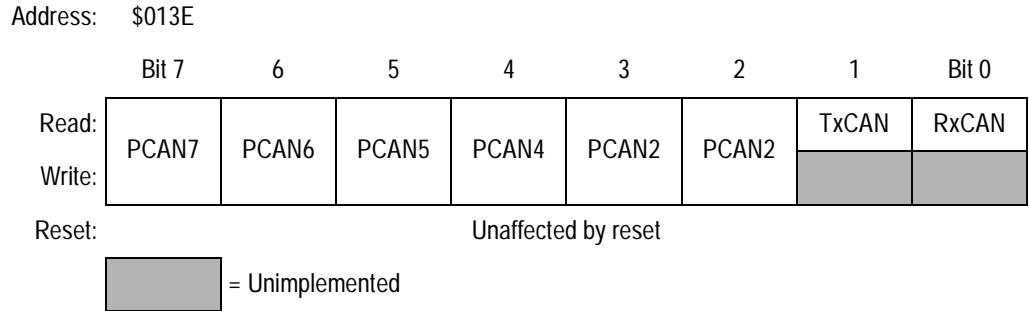 Address: $013E
Bit 7 6 5 4 3 2 1 Bit 0
Read: TxCAN RxCAN
PCAN7 PCAN6 PCAN5 PCAN4 PCAN2 PCAN2
Write:
Reset: Unaffected by reset
= Unimplemented